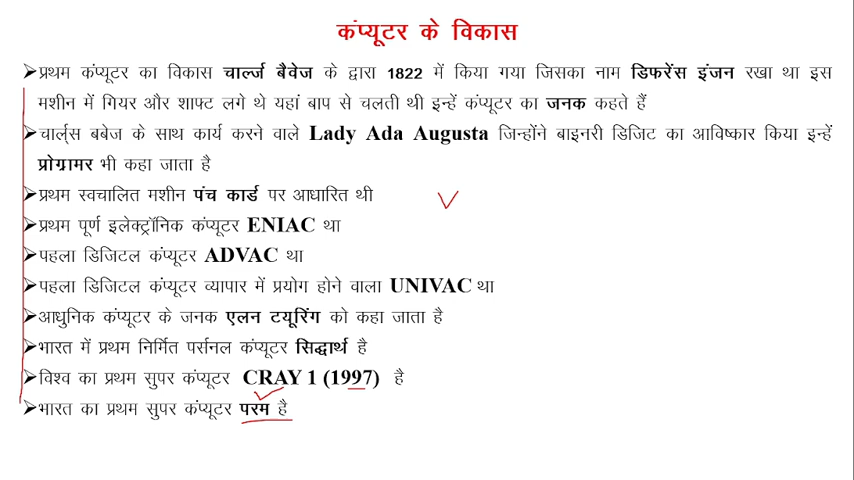 कंप्यूटर के विकास
➢प्रथम कंप्यूटर का विकास चार्ल्ज बैवेज के द्वारा 1822 में किया गया जिसका नाम डिफरेंस इंजन रखा था इस
मशीन में गियर और शाफ्ट लगे थे यहां बाप से चलती थी इन्हें कंप्यूटर का जनक कहते हैं
➢चार्ल्स बबेज के साथ कार्य करने वाले Lady Ada Augusta जिन्होंने बाइनरी डिजिट का आविष्कार किया इन्हें
प्रोग्रामर भी कहा जाता है
➢प्रथम स्वचालित मशीन पंच कार्ड पर आधारित थी
➢प्रथम पूर्ण इलेक्ट्रॉनिक कंप्यूटर ENIAC था
➢पहला डिजिटल कंप्यूटर ADVAC था
➢पहला डिजिटल कंप्यूटर व्यापार में प्रयोग होने वाला UNIVAC था
➢आधुनिक कंप्यूटर के जनक एलन टयूरिंग को कहा जाता है
➢भारत में प्रथम निर्मित पर्सनल कंप्यूटर सिद्धार्थ है
➢विश्व का प्रथम सुपर कंप्यूटर CRAY 1 (1997) है
➢भारत का प्रथम सुपर कंप्यूटर परम है